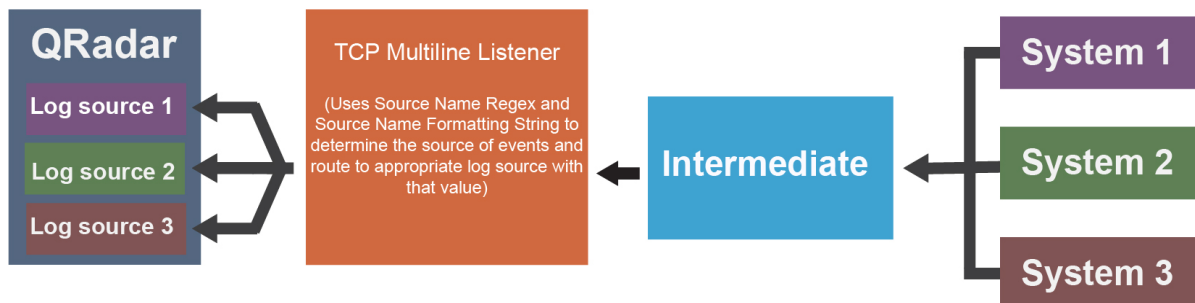 QRadar
Log source 1
Log source 2
Log source 3
TCP Multiline Listener
(Uses Source Name Regex and
Source Name Formatting String to
determine the source of events and
route to appropriate log source with
that value)
Intermediate
System 1
System 2
System 3